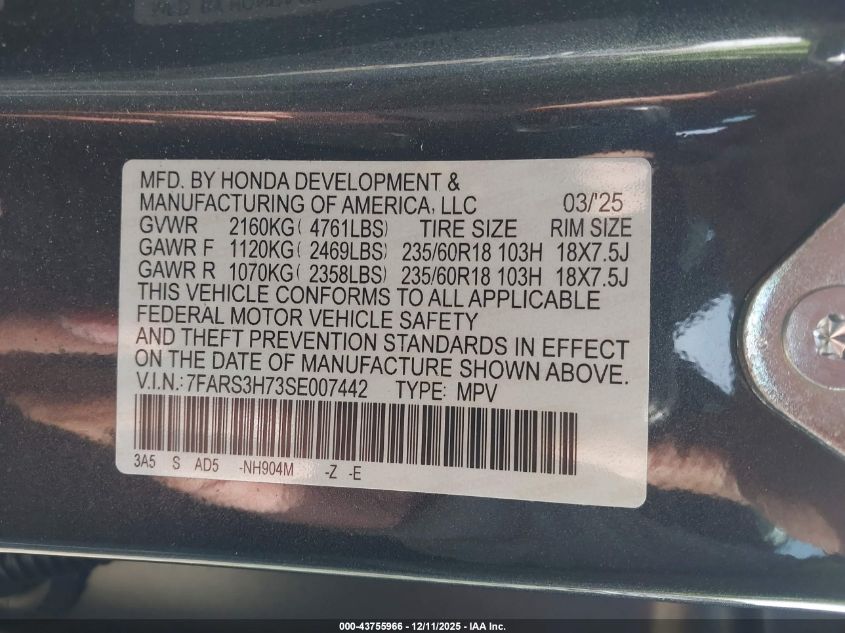 MFD. BY HONDA DEVELOPMENT &
MANUFACTURING OF AMERICA, LLC 03/'25
GVWR 2160KG( 4761LBS) TIRE SIZE RIM SIZE
GAWR F 1120KG( 2469LBS) 235/60R18 103H 18X7.5J
GAWR R 1070KG( 2358LBS) 235/60R18 103H 18X7.5J
THIS VEHICLE CONFORMS TO ALL APPLICABLE
FEDERAL MOTOR VEHICLE SAFETY
AND THEFT PREVENTION STANDARDS IN EFFECT
ON THE DATE OF MANUFACTURE SHOWN ABOVE.
V.I.N.: 7FARS3H73SE007442 TYPE: MPV
3A5 S AD5 -NH904M -Z -E
000-43755966 - 12/11/2025 - IAA Inc.